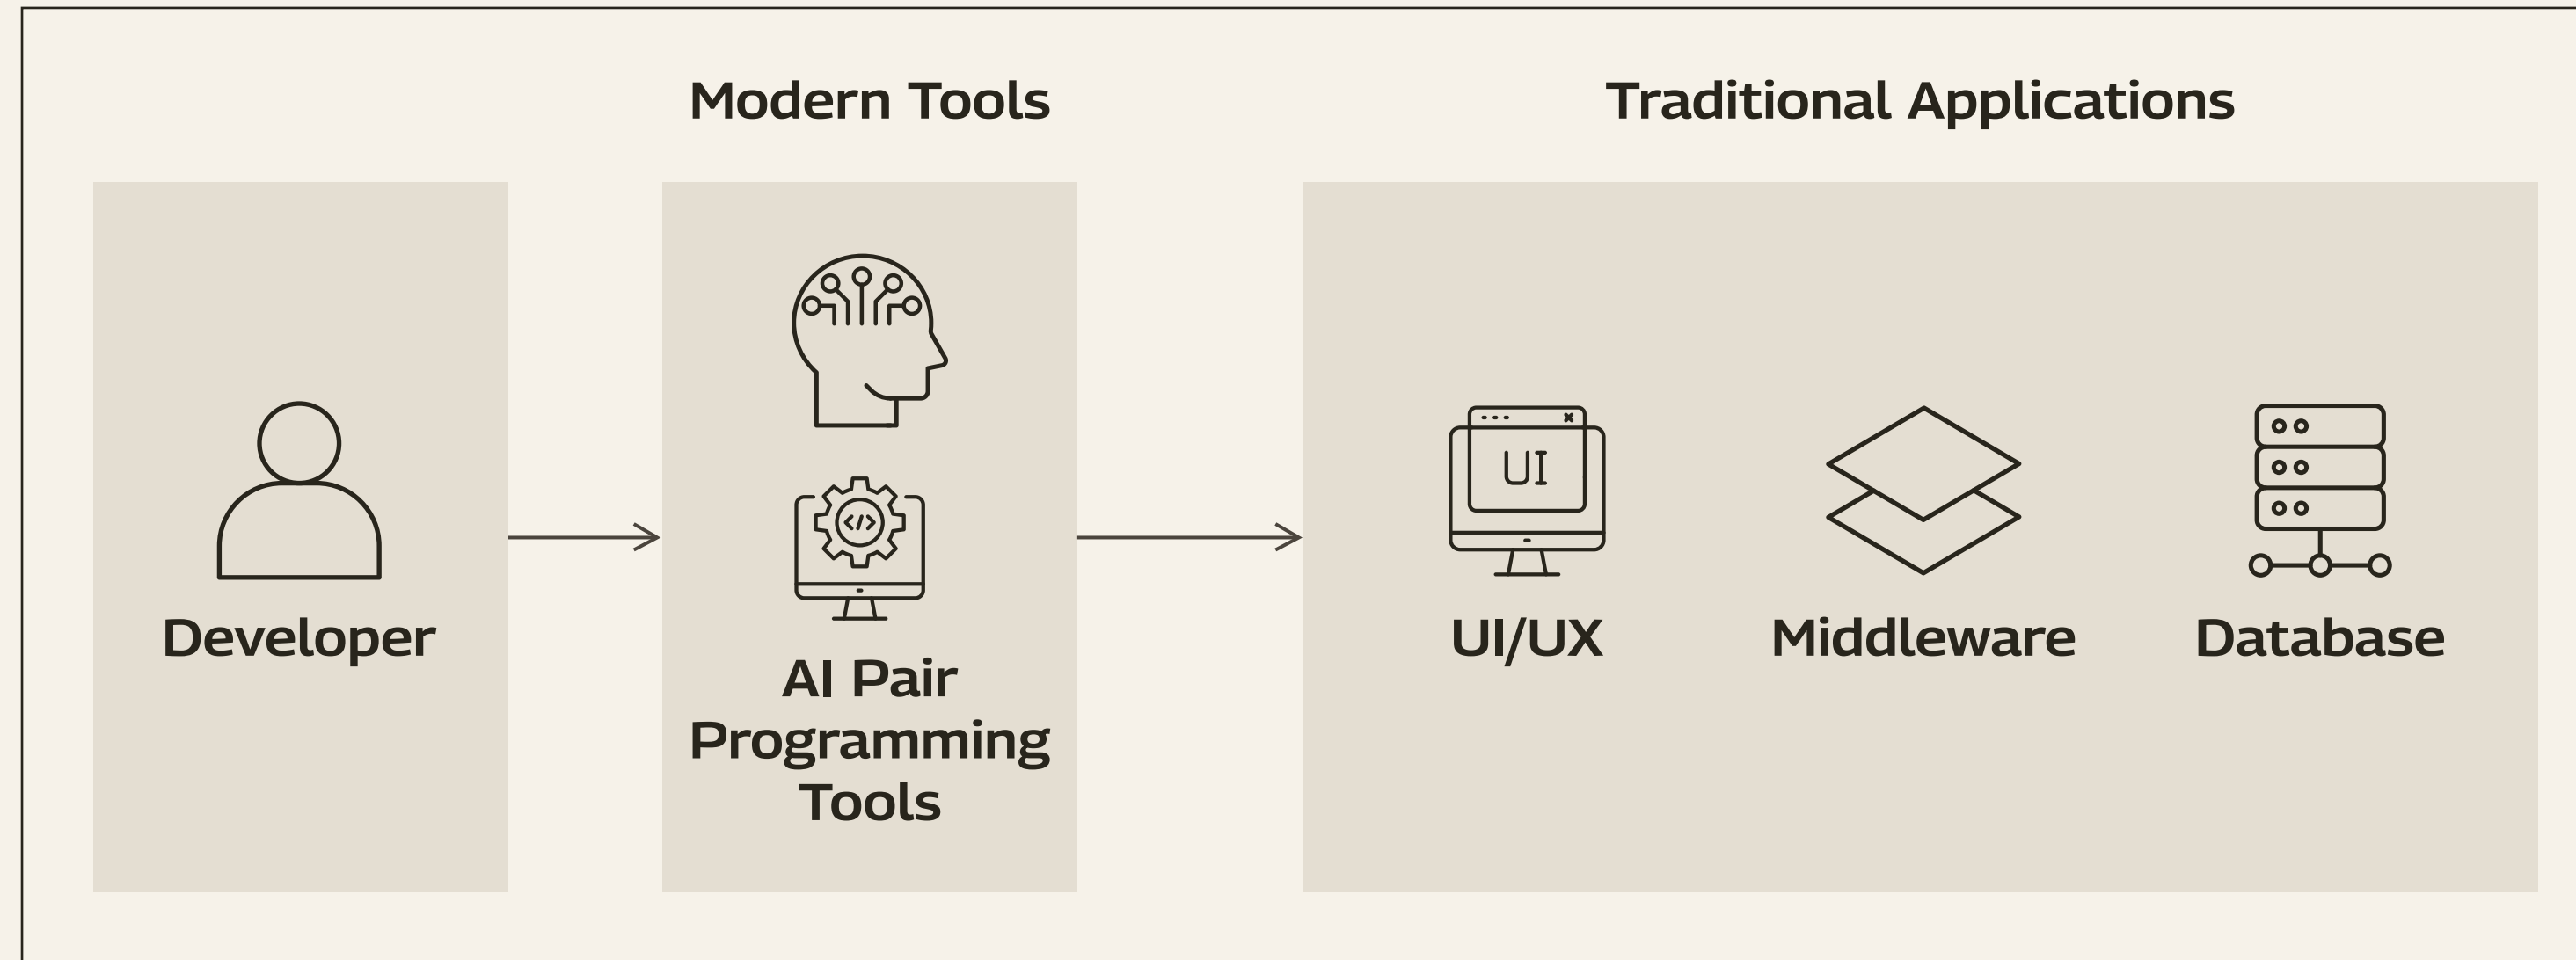 Modern Tools
Traditional Applications
Developer
AI Pair
Programming
Tools
UI
UI/UX
Middleware
Database